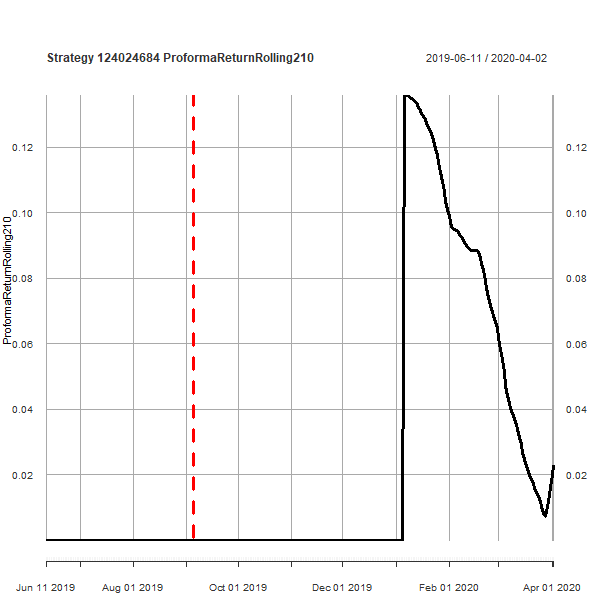 Strategy 124024684 ProformaReturnRolling210
2019-06-11 / 2020-04-02
ProformaReturnRolling210
0.12
0.10
0.08
0.06
0.04
0.02
0.12
0.10
0.08
0.06
0.04
0.02
Jun 11 2019
Aug 01 2019
Oct 01 2019
Dec 01 2019
Feb 01 2020
Apr 01 2020